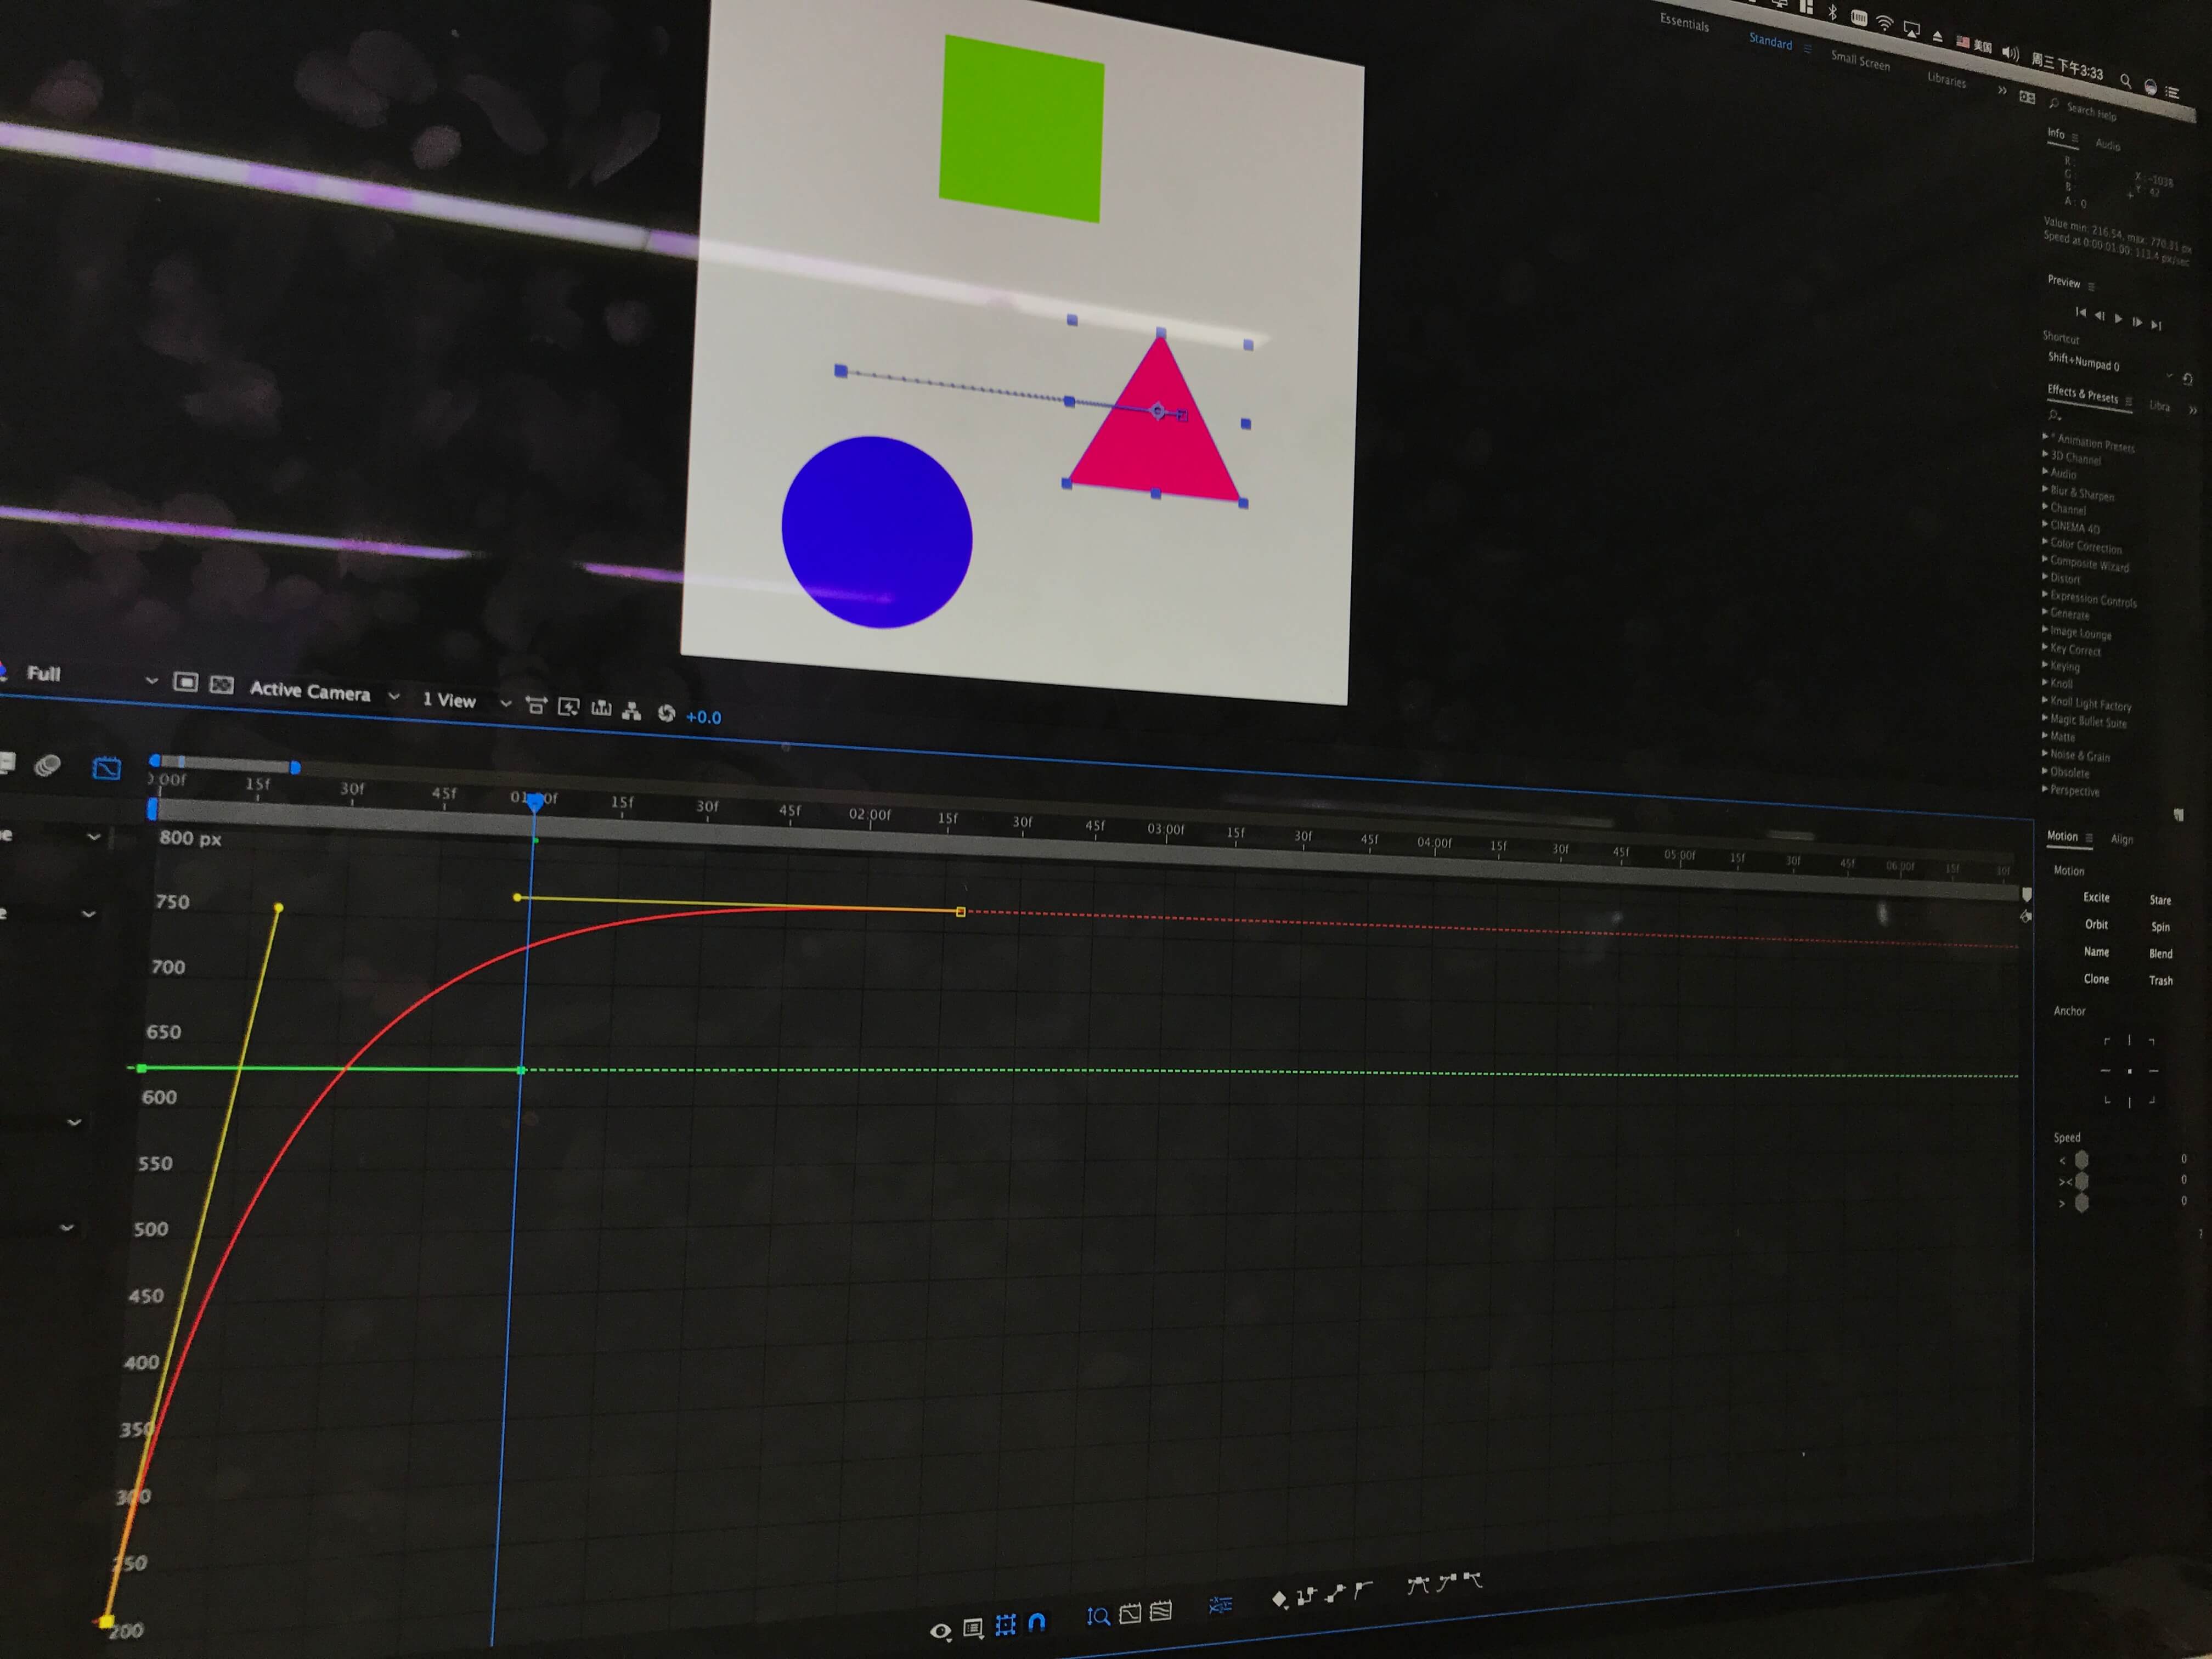 美国
周三 下午3:33
Essentials
Standard
Small Screen
Libraries
Search Help
Info
Audio
R:
G:
B:
A: 0
X: -1038
Y: 42
Value min: 216.54, max: 770.31 px
Speed at 0:00:01:00: 113.4 px/sec
Preview
Shortcut
Shift+Numpad 0
Effects & Presets
Libra
* Animation Presets
3D Channel
Audio
Blur & Sharpen
Channel
CINEMA 4D
Color Correction
Composite Wizard
Distort
Expression Controls
Generate
Image Lounge
Key Correct
Keying
Knoll
Knoll Light Factory
Magic Bullet Suite
Matte
Noise & Grain
Obsolete
Perspective
Full
Active Camera
1 View
+0.0
:00f 15f 30f 45f 01:00f 15f 30f 45f 02:00f 15f 30f 45f 03:00f 15f 30f 45f 04:00f 15f 30f 45f 05:00f 15f 30f 45f 06:00f 15f 30f
800 px
750
700
650
600
550
500
450
400
350
300
250
200
Motion
Align
Motion
Excite
Stare
Orbit
Spin
Name
Blend
Clone
Trash
Anchor
Speed
< 0
>< 0
> 0